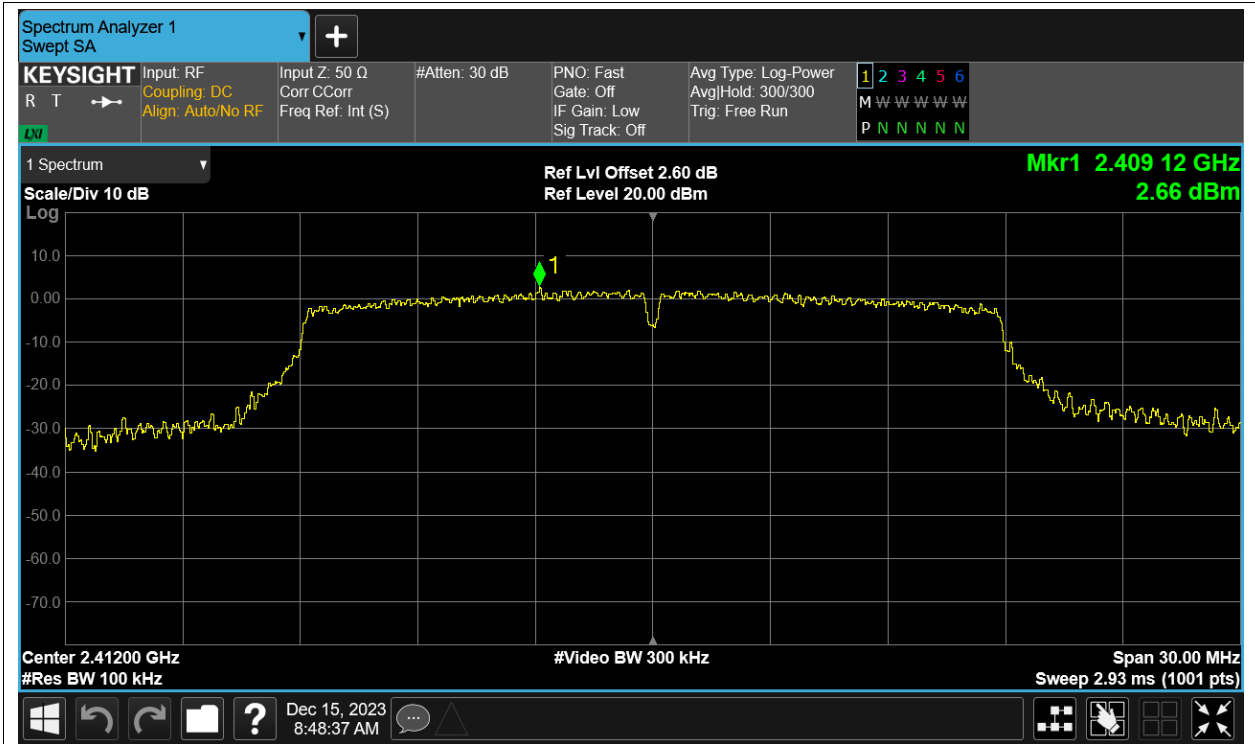 Spectrum Analyzer 1
Swept SA
KEYSIGHT
R T
LXI
Input: RF
Coupling: DC
Align: Auto/No RF
Input Z: 50 Ω
Corr CCorr
Freq Ref: Int (S)
#Atten: 30 dB
PNO: Fast
Gate: Off
IF Gain: Low
Sig Track: Off
Avg Type: Log-Power
Avg|Hold: 300/300
Trig: Free Run
1 2 3 4 5 6
M W W W W W
P N N N N N
1 Spectrum
Scale/Div 10 dB
Log
Ref Lvl Offset 2.60 dB
Ref Level 20.00 dBm
Mkr1 2.409 12 GHz
2.66 dBm
1
10.0
0.00
-10.0
-20.0
-30.0
-40.0
-50.0
-60.0
-70.0
Center 2.41200 GHz
#Video BW 300 kHz
Span 30.00 MHz
#Res BW 100 kHz
Sweep 2.93 ms (1001 pts)
?
Dec 15, 2023
8:48:37 AM